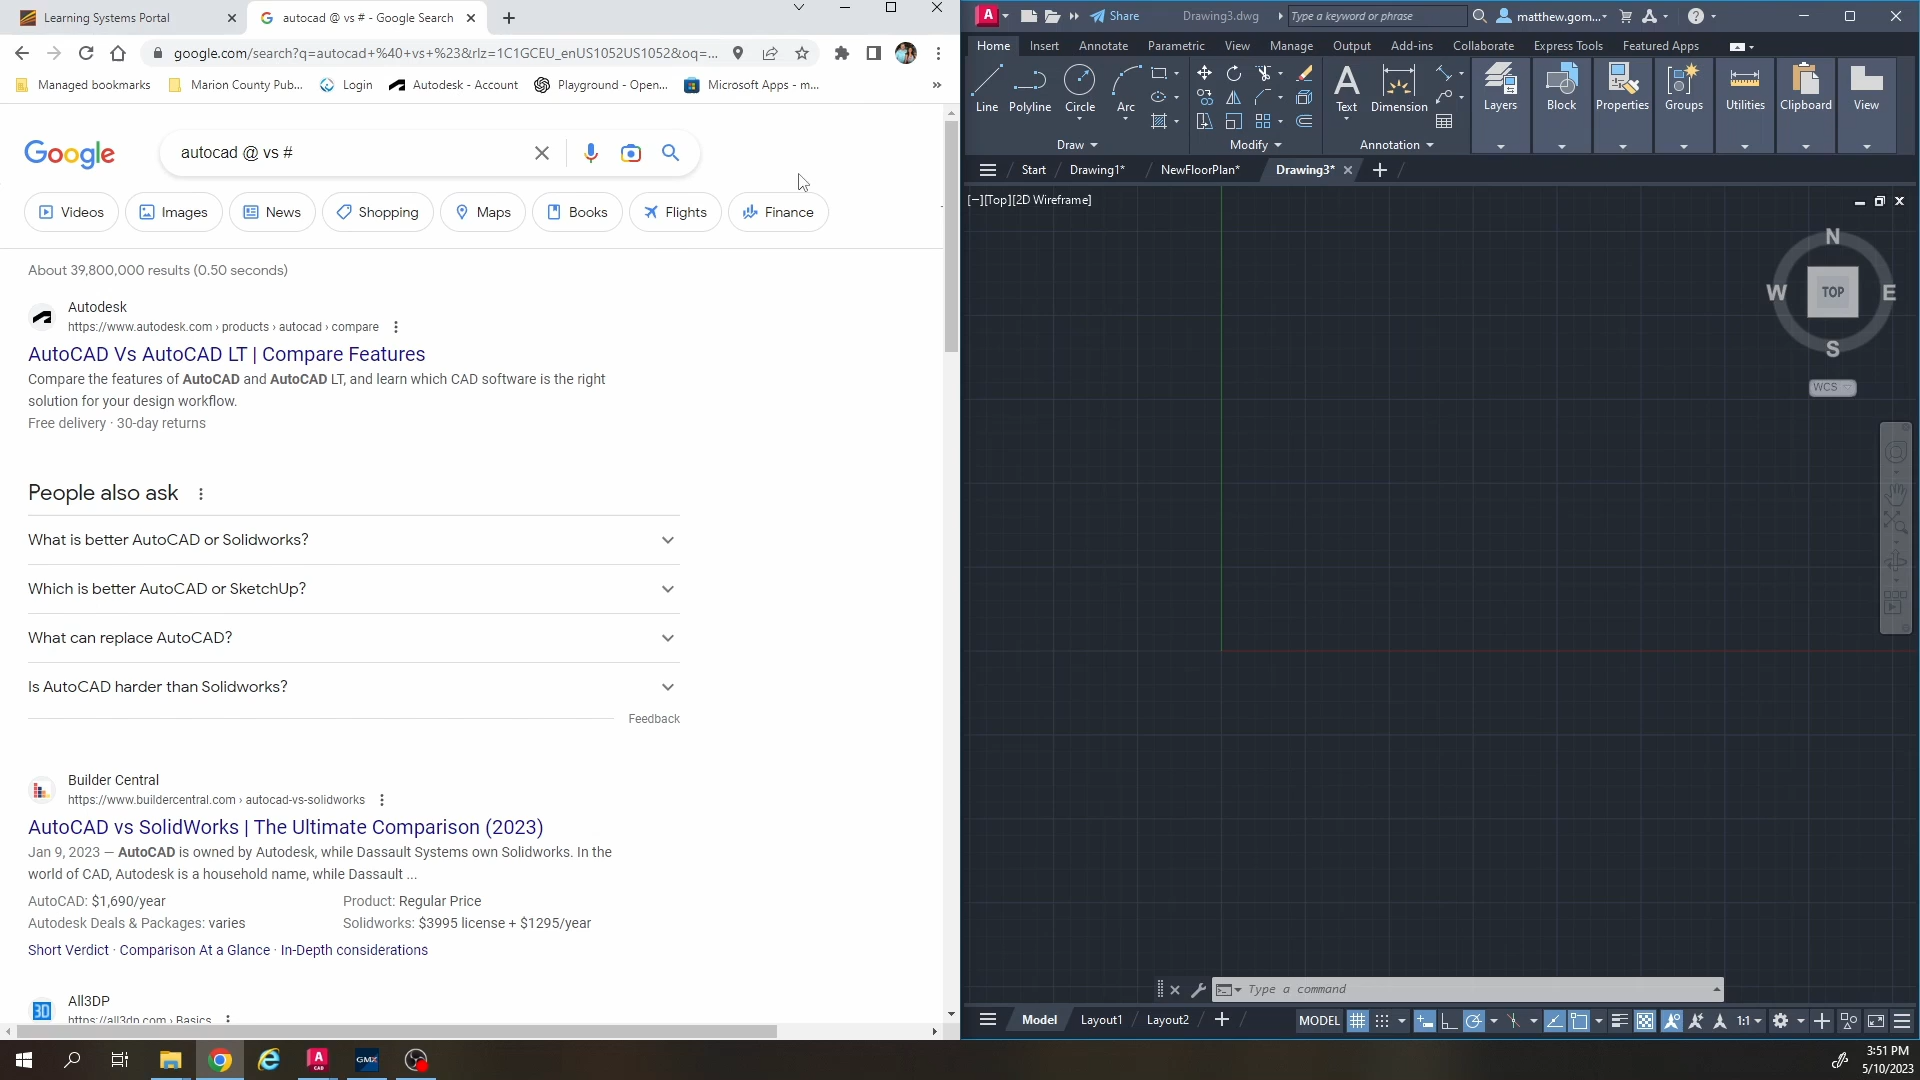 Learning Systems Portal
autocad @ vs # - Google Search
google.com/search?q=autocad+%40+vs+%23&rlz=1C1GCEU_enUS1052US1052&oq=...
Managed bookmarks
Marion County Pub...
Login
Autodesk - Account
Playground - Open...
Microsoft Apps - m...
»
Google
autocad @ vs #
Videos
Images
News
Shopping
Maps
Books
Flights
Finance
About 39,800,000 results (0.50 seconds)
Autodesk
https://www.autodesk.com › products › autocad › compare
AutoCAD Vs AutoCAD LT | Compare Features
Compare the features of AutoCAD and AutoCAD LT, and learn which CAD software is the right
solution for your design workflow.
Free delivery · 30-day returns
People also ask
What is better AutoCAD or Solidworks?
Which is better AutoCAD or SketchUp?
What can replace AutoCAD?
Is AutoCAD harder than Solidworks?
Feedback
Builder Central
https://www.buildercentral.com › autocad-vs-solidworks
AutoCAD vs SolidWorks | The Ultimate Comparison (2023)
Jan 9, 2023 — AutoCAD is owned by Autodesk, while Dassault Systems own Solidworks. In the
world of CAD, Autodesk is a household name, while Dassault ...
AutoCAD: $1,690/year
Product: Regular Price
Autodesk Deals & Packages: varies
Solidworks: $3995 license + $1295/year
Short Verdict · Comparison At a Glance · In-Depth considerations
3D
All3DP
https://all3dp.com › Basics
A
Share
Drawing3.dwg
Type a keyword or phrase
matthew.gom...
Home
Insert
Annotate
Parametric
View
Manage
Output
Add-ins
Collaborate
Express Tools
Featured Apps
Line
Polyline
Circle
Arc
Text
Dimension
Layers
Block
Properties
Groups
Utilities
Clipboard
View
Draw
Modify
Annotation
Start
Drawing1*
NewFloorPlan*
Drawing3*
[−][Top][2D Wireframe]
N
W
TOP
E
S
WCS
Type a command
Model
Layout1
Layout2
MODEL
1:1
A CAD
GMX
3:51 PM
5/10/2023